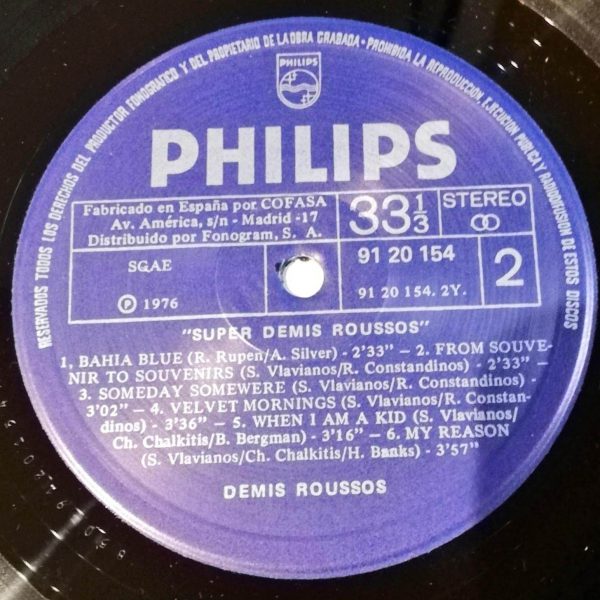 RESERVADOS TODOS LOS DERECHOS DEL PRODUCTOR FONOGRAFICO Y DEL PROPIETARIO DE LA OBRA GRABADA · PROHIBIDA LA REPRODUCCION, EJECUCION PUBLICA Y RADIODIFUSION DE ESTOS DISCOS
PHILIPS
PHILIPS
Fabricado en España por COFASA
Av. América, s/n - Madrid -17
Distribuido por Fonogram, S. A.
33 1/3
STEREO
SGAE
℗ 1976
91 20 154
91 20 154. 2Y.
2
"SUPER DEMIS ROUSSOS"
1, BAHIA BLUE (R. Rupen/A. Silver) - 2'33" — 2. FROM SOUVE-
NIR TO SOUVENIRS (S. Vlavianos/R. Constandinos) - 2'33" —
3. SOMEDAY SOMEWERE (S. Vlavianos/R. Constandinos) -
3'02" — 4. VELVET MORNINGS (S. Vlavianos/R. Constan-
dinos) - 3'36" — 5. WHEN I AM A KID (S. Vlavianos/
Ch. Chalkitis/B. Bergman) - 3'16" — 6. MY REASON
(S. Vlavianos/Ch. Chalkitis/H. Banks) - 3'57"
DEMIS ROUSSOS